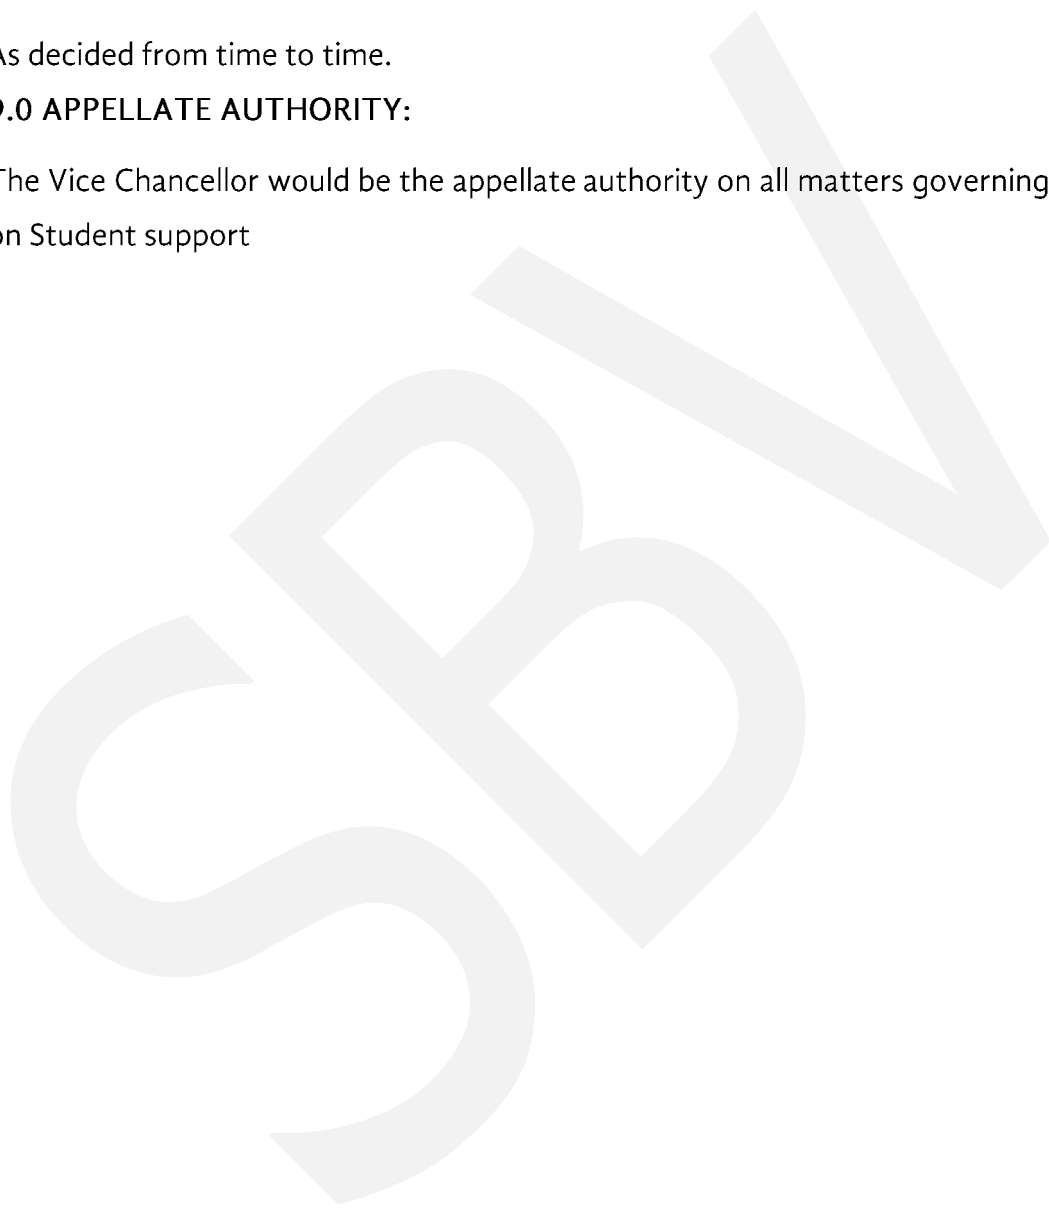 As decided from time to time.
9.0 APPELLATE AUTHORITY:
The Vice Chancellor would be the appellate authority on all matters governing
on Student support
SBV